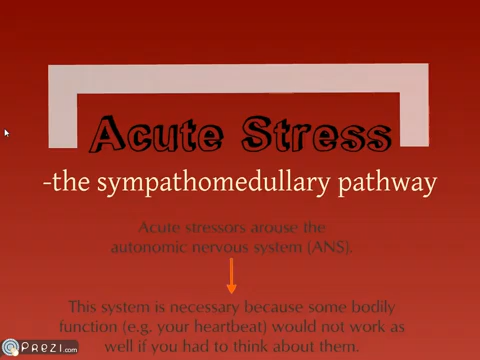 Acute Stress
-the sympathomedullary pathway
Acute stressors arouse the
autonomic nervous system (ANS).
This system is necessary because some bodily
function (e.g. your heartbeat) would not work as
well if you had to think about them.
Prezi.com